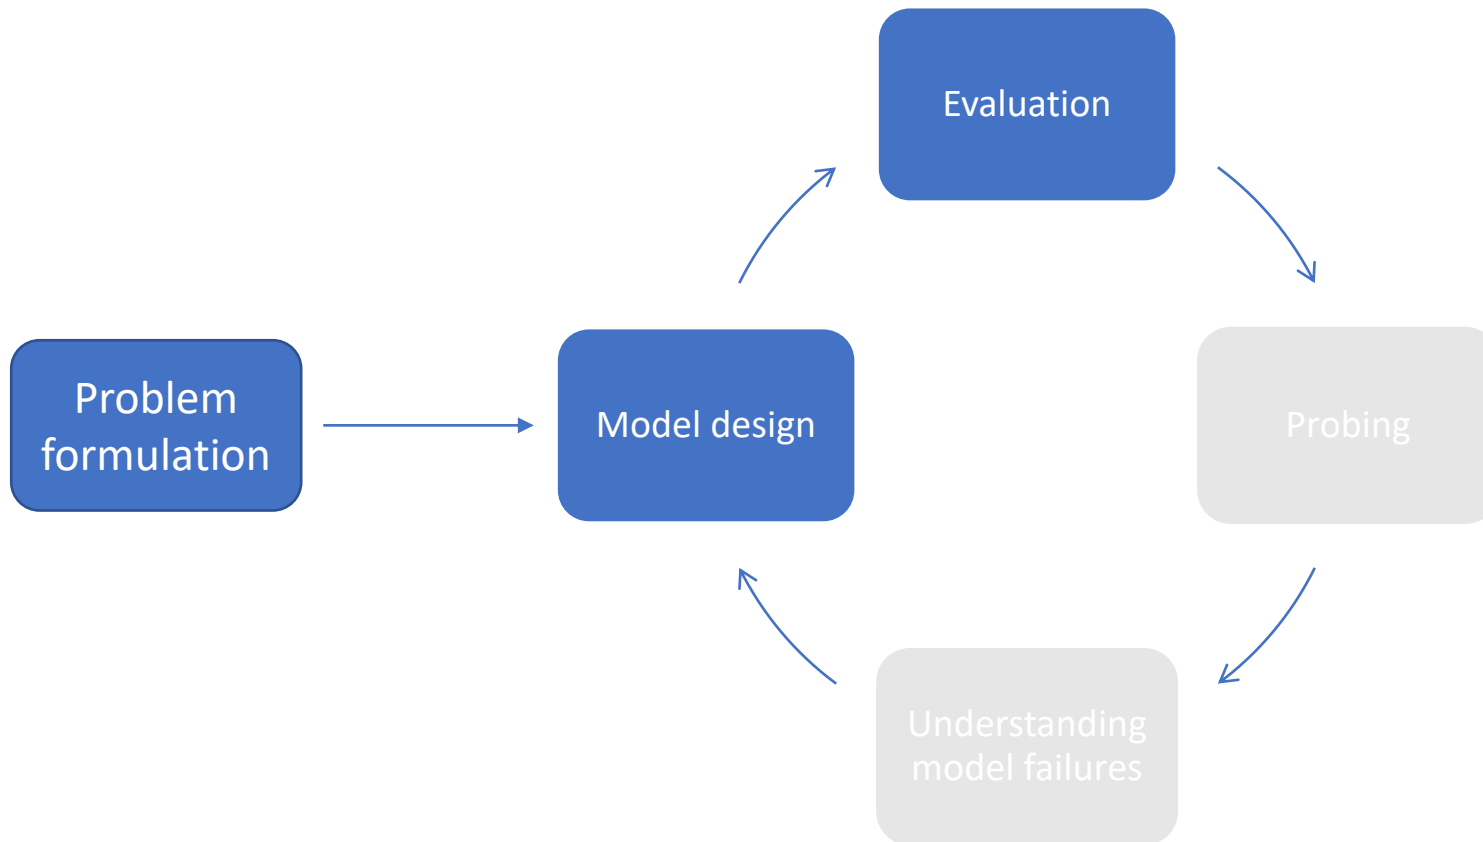 Problem
formulation
Model design
Evaluation
Probing
Understanding
model failures